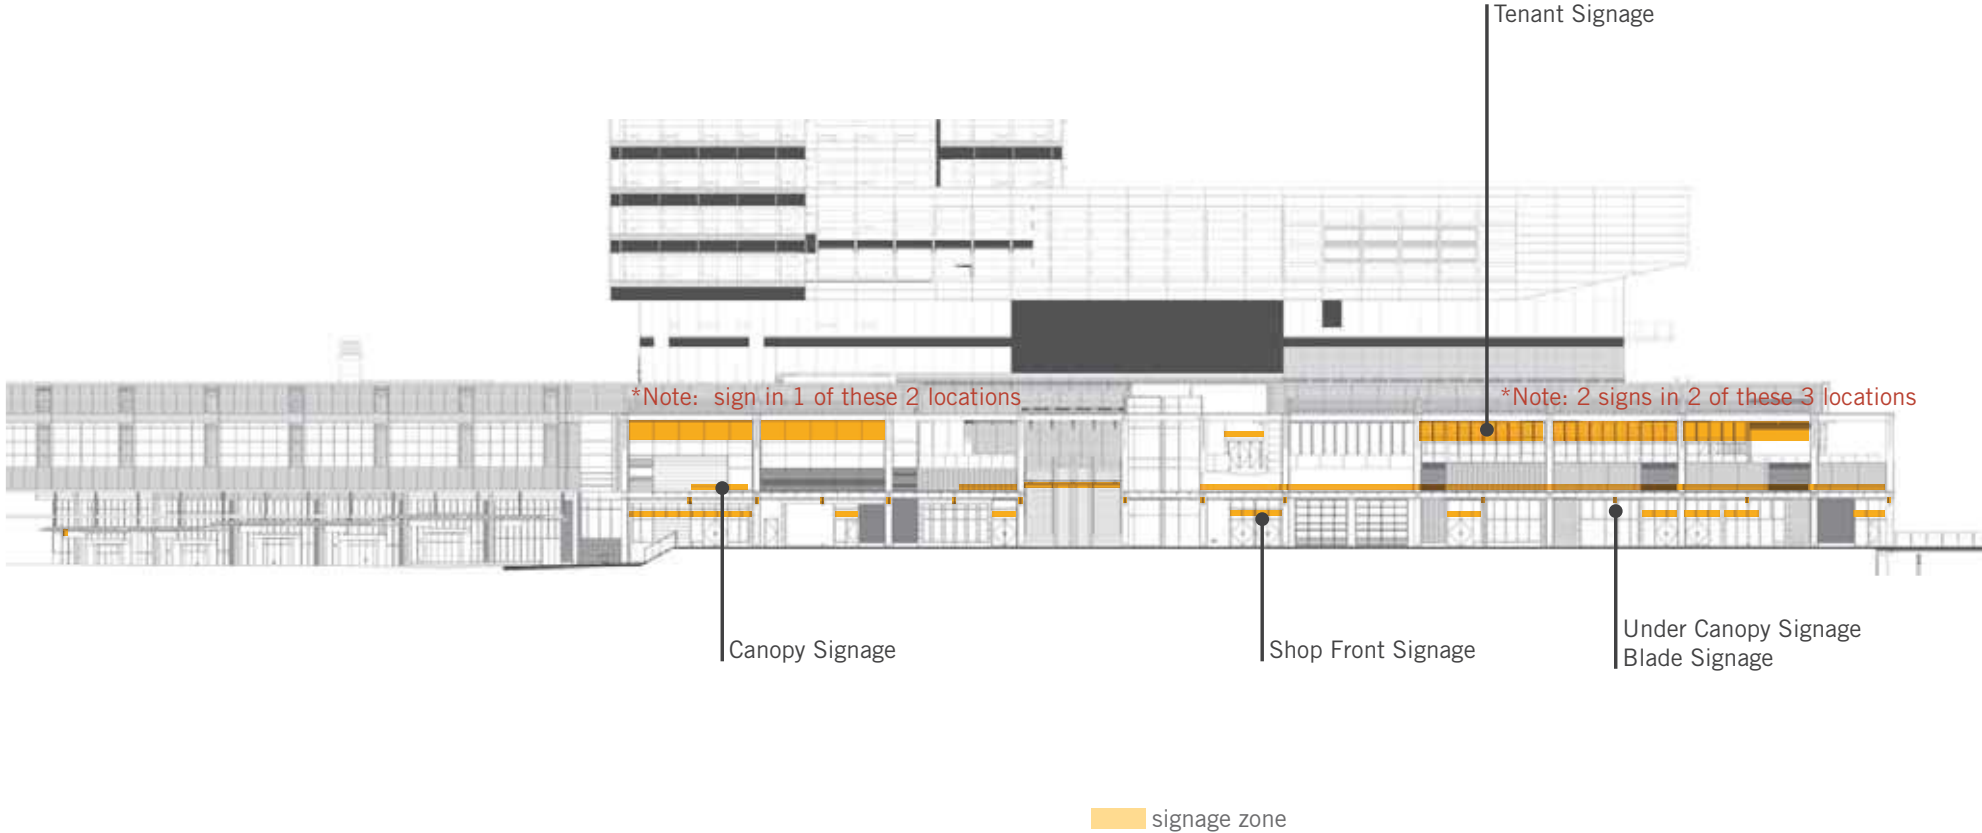 Tenant Signage
*Note:  sign in 1 of these 2 locations
*Note: 2 signs in 2 of these 3 locations
Canopy Signage
Shop Front Signage
Under Canopy Signage
Blade Signage
signage zone